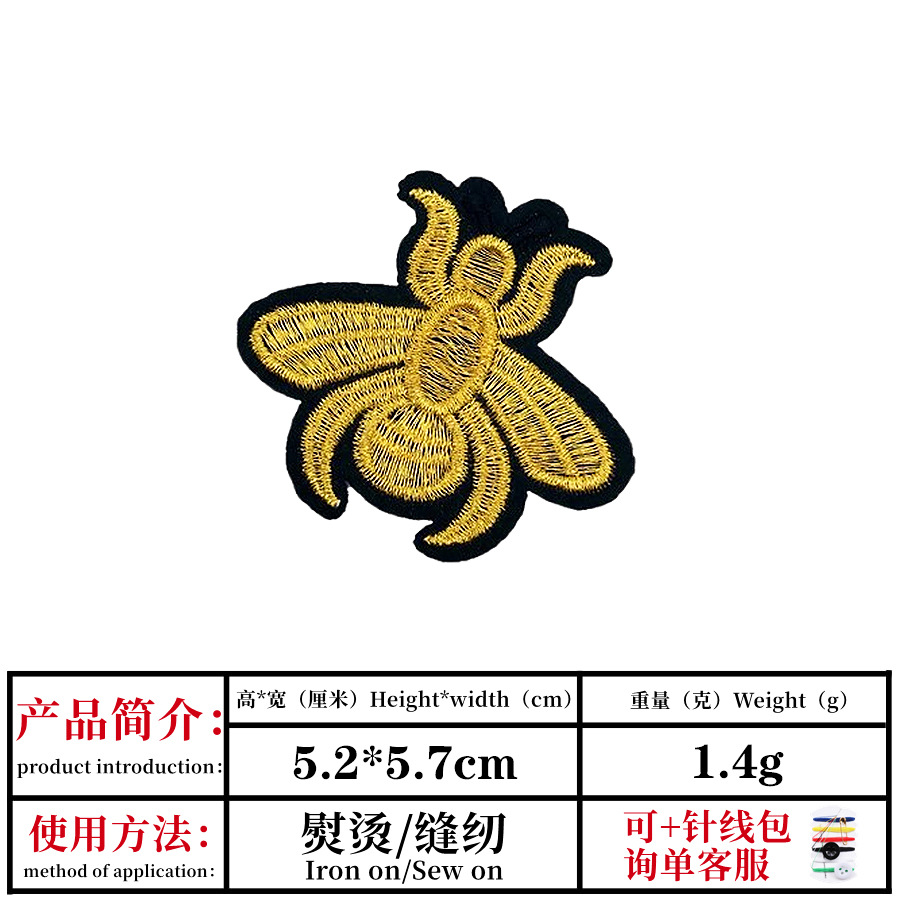 产品简介：
product introduction：
高*宽（厘米）Height*width（cm）
重量（克）Weight（g）
5.2*5.7cm
1.4g
使用方法：
method of application：
熨烫/缝纫
Iron on/Sew on
可+针线包
询单客服